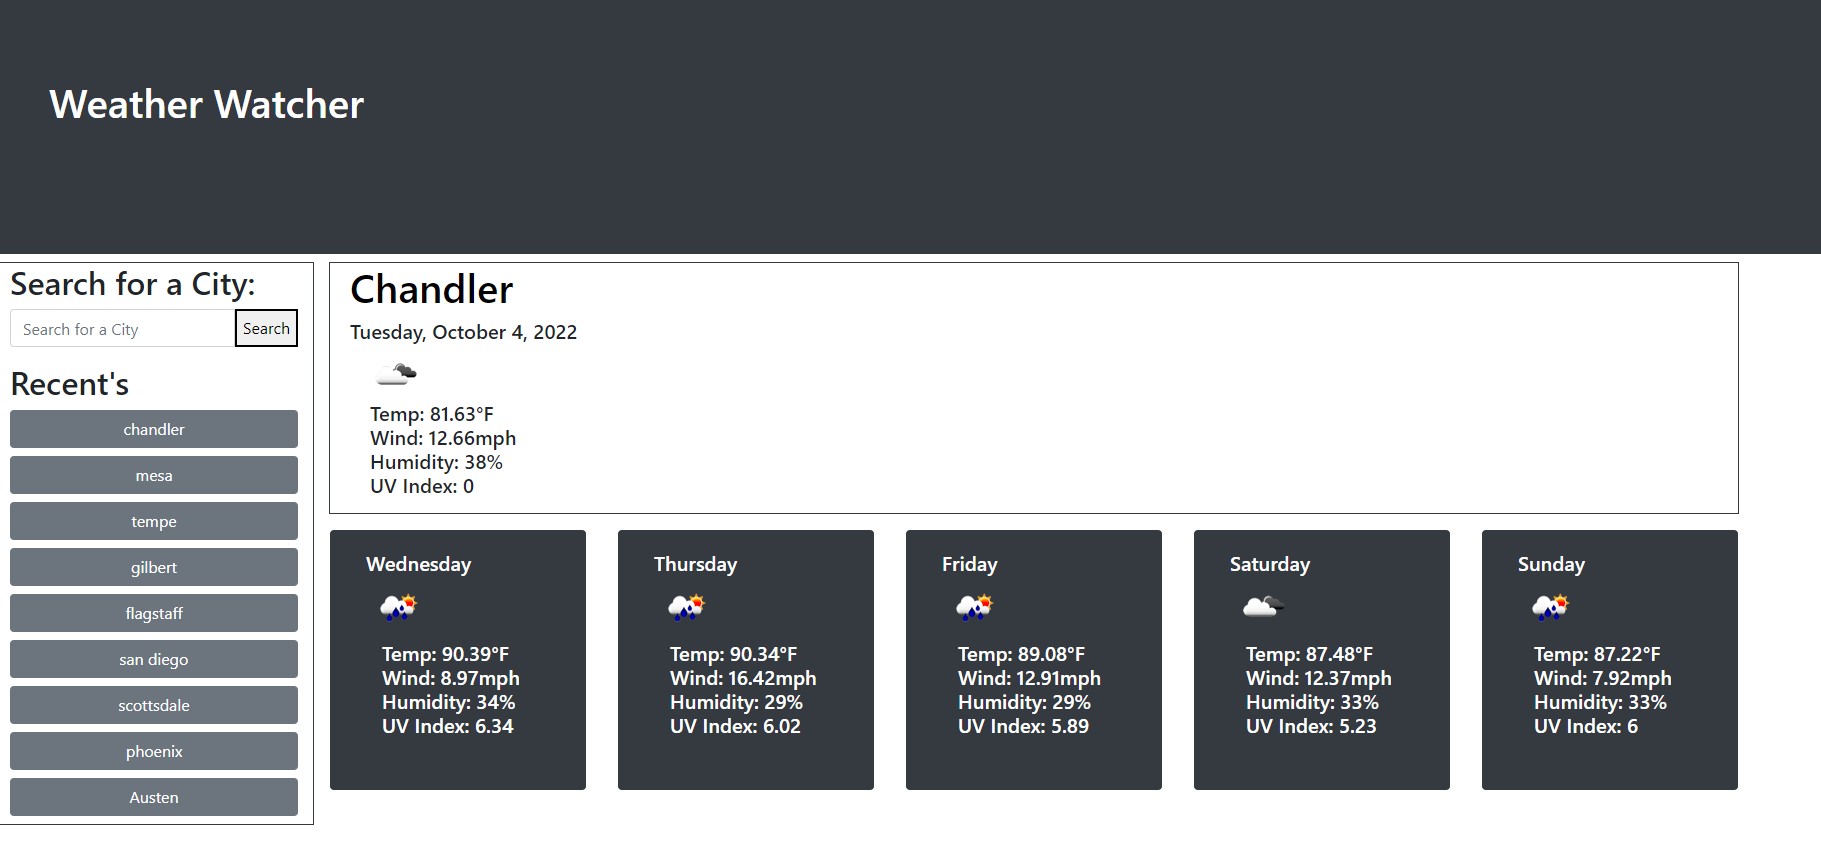 Weather Watcher
Search for a City:
Search for a City
Search
Recent's
chandler
mesa
tempe
gilbert
flagstaff
san diego
scottsdale
phoenix
Austen
Chandler
Tuesday, October 4, 2022
Temp: 81.63°F
Wind: 12.66mph
Humidity: 38%
UV Index: 0
Wednesday
Temp: 90.39°F
Wind: 8.97mph
Humidity: 34%
UV Index: 6.34
Thursday
Temp: 90.34°F
Wind: 16.42mph
Humidity: 29%
UV Index: 6.02
Friday
Temp: 89.08°F
Wind: 12.91mph
Humidity: 29%
UV Index: 5.89
Saturday
Temp: 87.48°F
Wind: 12.37mph
Humidity: 33%
UV Index: 5.23
Sunday
Temp: 87.22°F
Wind: 7.92mph
Humidity: 33%
UV Index: 6